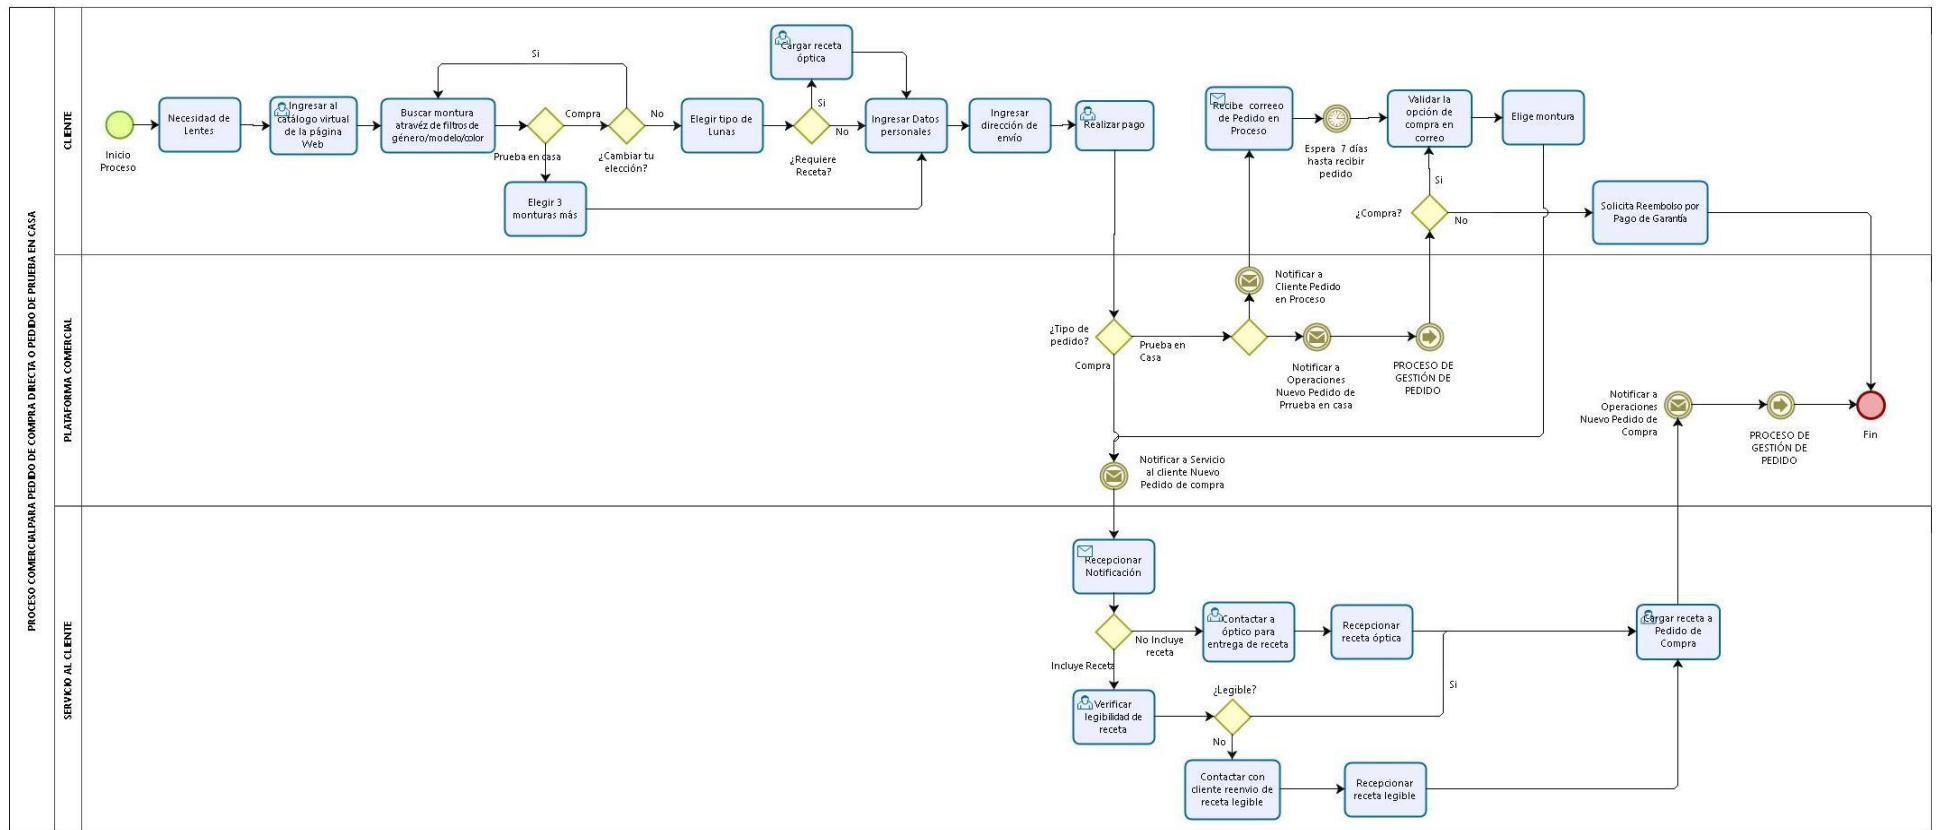 PROCESO COMERCIALPARA PEDIDO DE COMPRA DIRECTA O PEDIDO DE PRUEBA EN CASA
CLIENTE
Inicio
Proceso
Necesidad de
Lentes
Ingresar al
catálogo virtual
de la página
Web
Buscar montura
atravéz de filtros de
género/modelo/color
Si
Compra
Prueba en casa
Elegir 3
monturas más
¿Cambiar tu
elección?
No
Elegir tipo de
Lunas
¿Requiere
Receta?
Si
No
Cargar receta
óptica
Ingresar Datos
personales
Ingresar
dirección de
envío
Realizar pago
Recibe correeo
de Pedido en
Proceso
Espera 7 días
hasta recibir
pedido
Validar la
opción de
compra en
correo
Elige montura
Si
¿Compra?
No
Solicita Reembolso por
Pago de Garantía
PLATAFORMA COMERCIAL
¿Tipo de
pedido?
Prueba en
Casa
Compra
Notificar a
Cliente Pedido
en Proceso
Notificar a
Operaciones
Nuevo Pedido de
Prrueba en casa
PROCESO DE
GESTIÓN DE
PEDIDO
Notificar a Servicio
al cliente Nuevo
Pedido de compra
Notificar a
Operaciones
Nuevo Pedido de
Compra
PROCESO DE
GESTIÓN DE
PEDIDO
Fin
SERVICIO AL CLIENTE
Recepcionar
Notificación
No Incluye
receta
Incluye Receta
Contactar a
óptico para
entrega de receta
Recepcionar
receta óptica
Cargar receta a
Pedido de
Compra
Verificar
legibilidad de
receta
¿Legible?
Si
No
Contactar con
cliente reenvio de
receta legible
Recepcionar
receta legible